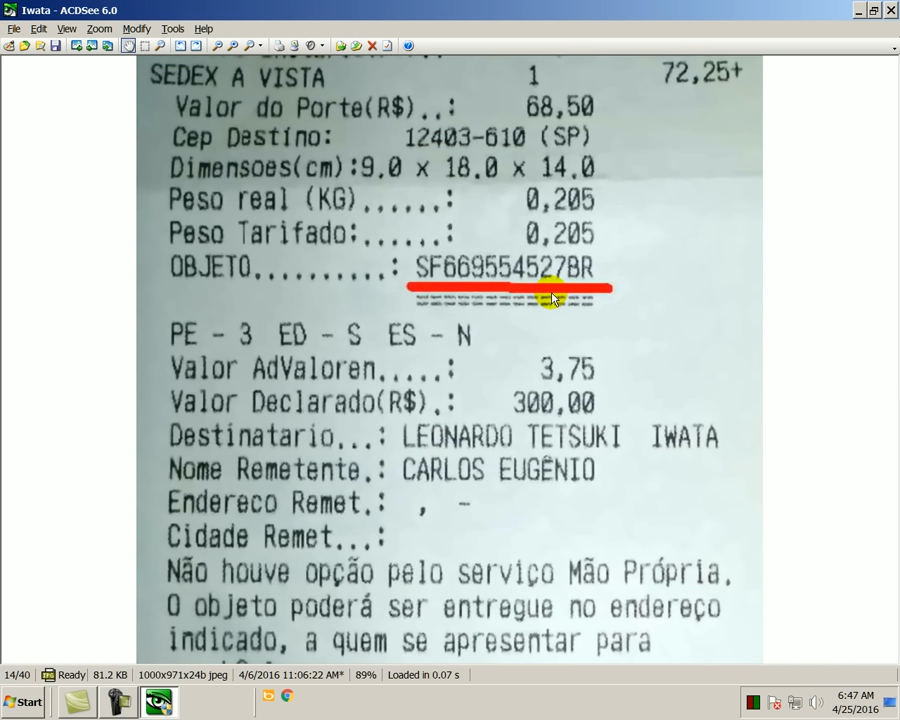 Iwata - ACDSee 6.0
File Edit View Zoom Modify Tools Help
SEDEX A VISTA 1 72,25+
Valor do Porte(R$)..: 68,50
Cep Destino: 12403-610 (SP)
Dimensoes(cm):9.0 x 18.0 x 14.0
Peso real (KG)......: 0,205
Peso Tarifado:......: 0,205
OBJETO..........: SF669554527BR
=============
PE - 3 ED - S ES - N
Valor AdValoren.....: 3,75
Valor Declarado(R$).: 300,00
Destinatario...: LEONARDO TETSUKI IWATA
Nome Remetente.: CARLOS EUGÊNIO
Endereco Remet.: , -
Cidade Remet...:
Não houve opção pelo serviço Mão Própria.
O objeto poderá ser entregue no endereço
indicado, a quem se apresentar para
14/40 Ready 81.2 KB 1000x971x24b jpeg 4/6/2016 11:06:22 AM* 89% Loaded in 0.07 s
Start 6:47 AM
4/25/2016